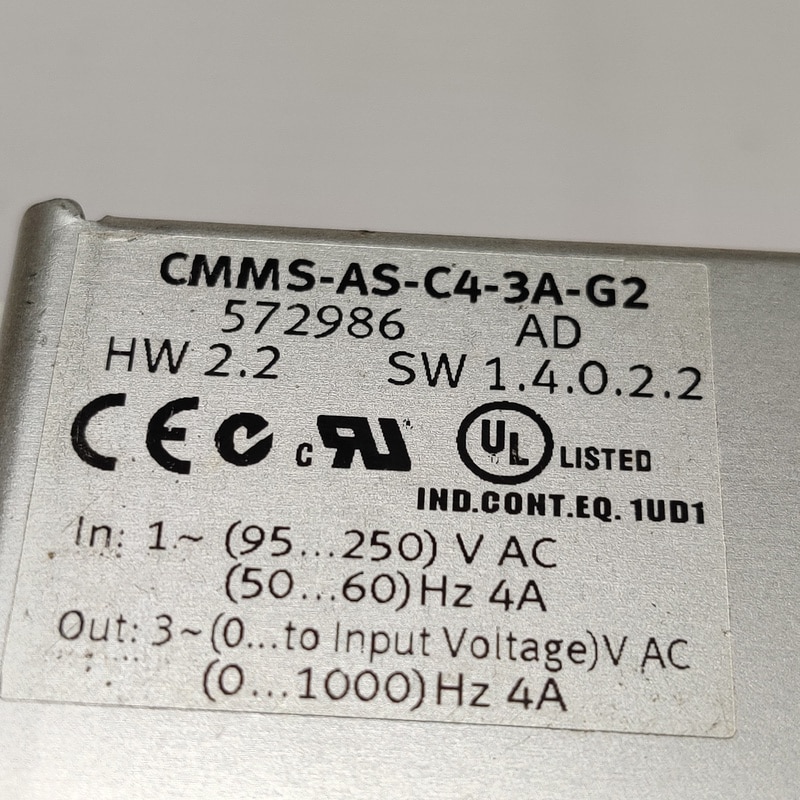 CMMS-AS-C4-3A-G2
572986 AD
HW 2.2 SW 1.4.0.2.2
CE c RU UL LISTED
IND.CONT.EQ. 1UD1
In: 1~ (95...250) V AC
(50...60)Hz 4A
Out: 3~(0...to Input Voltage)V AC
(0...1000)Hz 4A